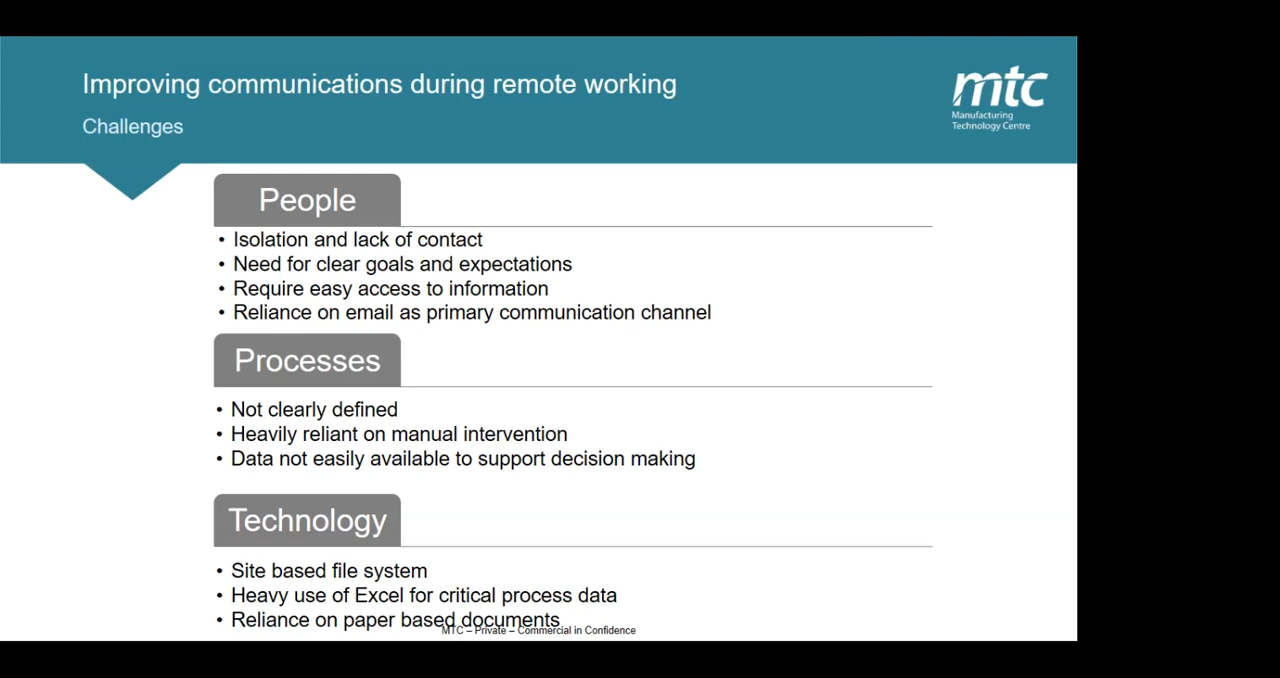 Improving communications during remote working
Challenges
mtc
Manufacturing
Technology Centre
People
• Isolation and lack of contact
• Need for clear goals and expectations
• Require easy access to information
• Reliance on email as primary communication channel
Processes
• Not clearly defined
• Heavily reliant on manual intervention
• Data not easily available to support decision making
Technology
• Site based file system
• Heavy use of Excel for critical process data
• Reliance on paper based documents
MTC – Private – Commercial in Confidence